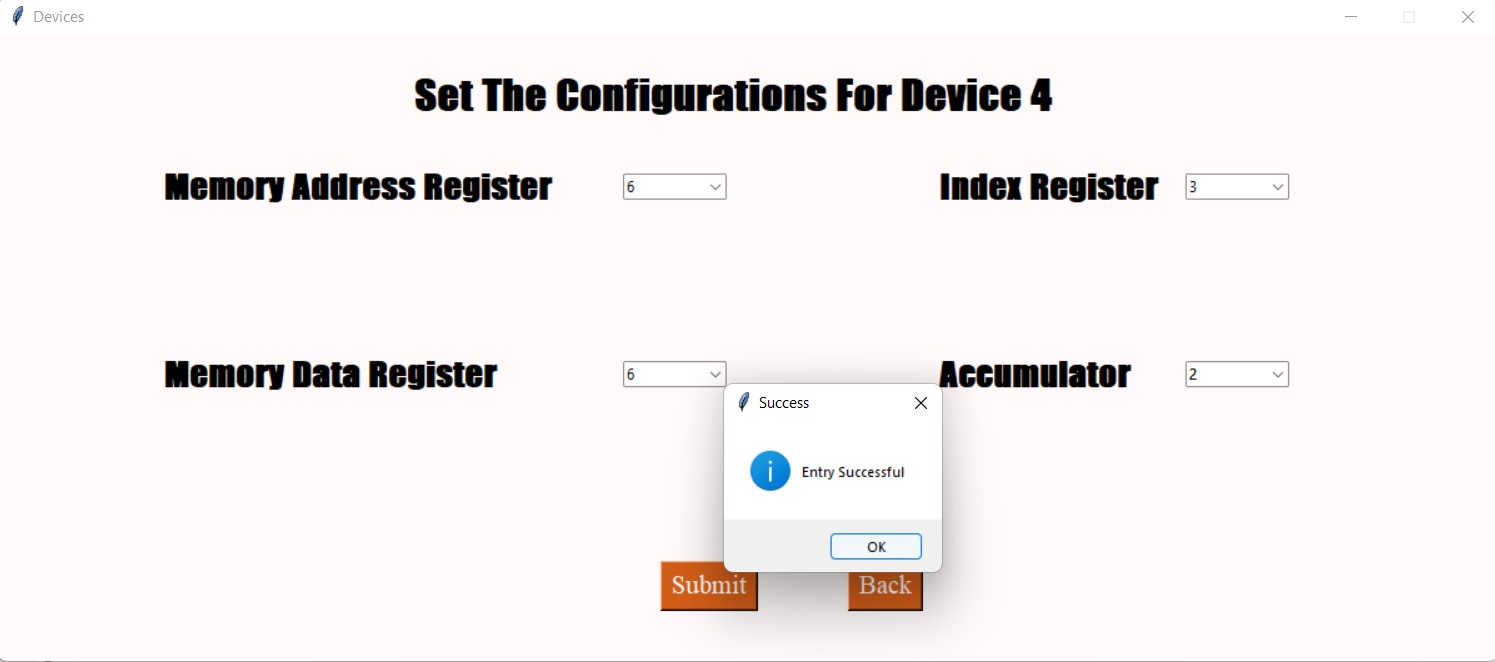 Devices
Set The Configurations For Device 4
Memory Address Register 6 Index Register 3
Memory Data Register 6 Accumulator 2
Success
Entry Successful
OK
Submit Back